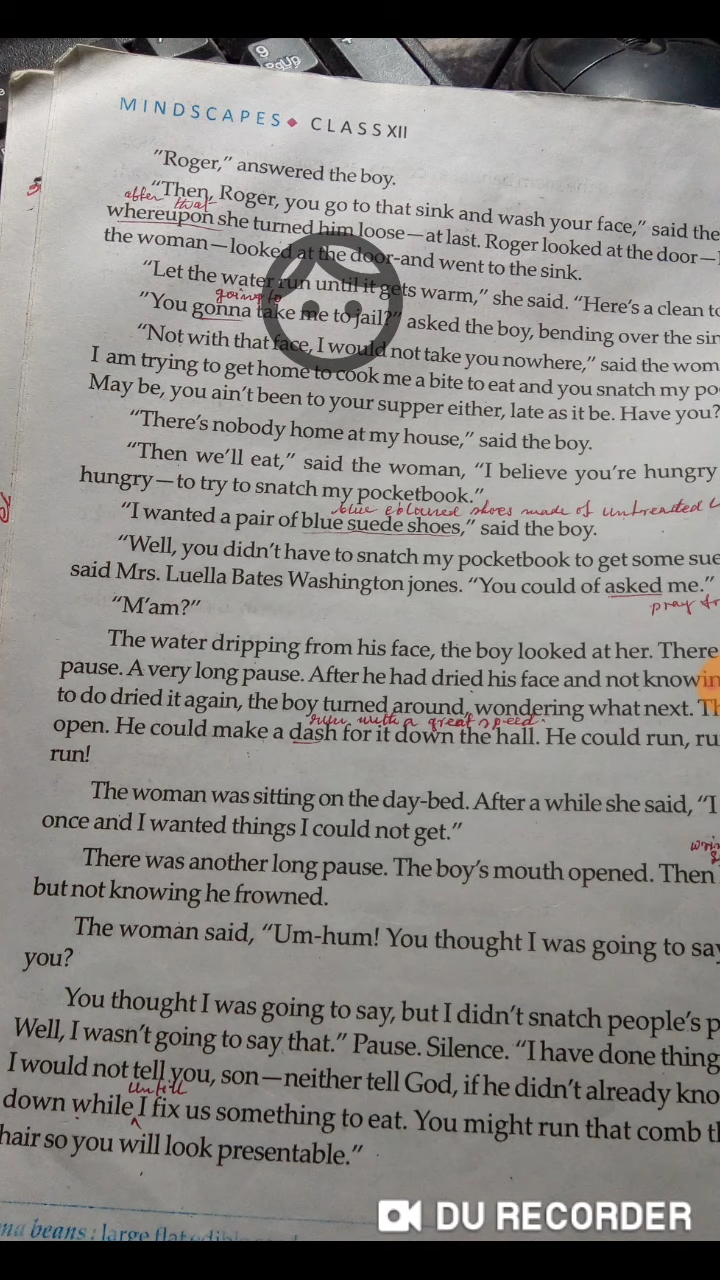 9
PgUp
MINDSCAPES CLASS XII
"Roger," answered the boy.
after that
"Then, Roger, you go to that sink and wash your face," said the
whereupon she turned him loose—at last. Roger looked at the door—
the woman—looked at the door-and went to the sink.
"Let the water run until it gets warm," she said. "Here's a clean
going to
"You gonna take me to jail?" asked the boy, bending over the
"Not with that face, I would not take you nowhere," said the
I am trying to get home to cook me a bite to eat and you snatch my
May be, you ain't been to your supper either, late as it be. Have you?
"There's nobody home at my house," said the boy.
"Then we'll eat," said the woman, "I believe you're hungry
hungry—to try to snatch my pocketbook."
blue coloured shoes made of untreated
"I wanted a pair of blue suede shoes," said the boy.
"Well, you didn't have to snatch my pocketbook to get some
said Mrs. Luella Bates Washington jones. "You could of asked me."
pray
"M'am?"
The water dripping from his face, the boy looked at her. There
pause. A very long pause. After he had dried his face and not
to do dried it again, the boy turned around, wondering what next.
with a great speed.
open. He could make a dash for it down the hall. He could run,
run!
The woman was sitting on the day-bed. After a while she said, "I
once and I wanted things I could not get."
There was another long pause. The boy's mouth opened. Then
but not knowing he frowned.
The woman said, "Um-hum! You thought I was going to say
you?
You thought I was going to say, but I didn't snatch people's
Well, I wasn't going to say that." Pause. Silence. "I have done
I would not tell you, son—neither tell God, if he didn't already
untill
down while I fix us something to eat. You might run that comb
hair so you will look presentable."
beans : large flat
DU RECORDER